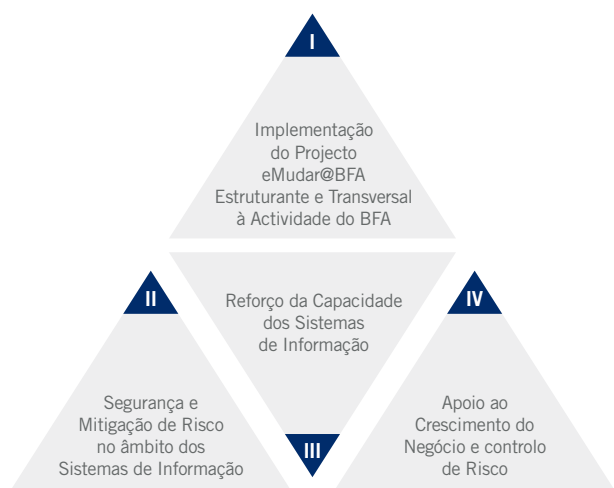 I
Implementação
do Projecto
eMudar@BFA
Estruturante e Transversal
à Actividade do BFA
II
Segurança e
Mitigação de Risco
no âmbito dos
Sistemas de Informação
Reforço da Capacidade
dos Sistemas
de Informação
III
IV
Apoio ao
Crescimento do
Negócio e controlo
de Risco